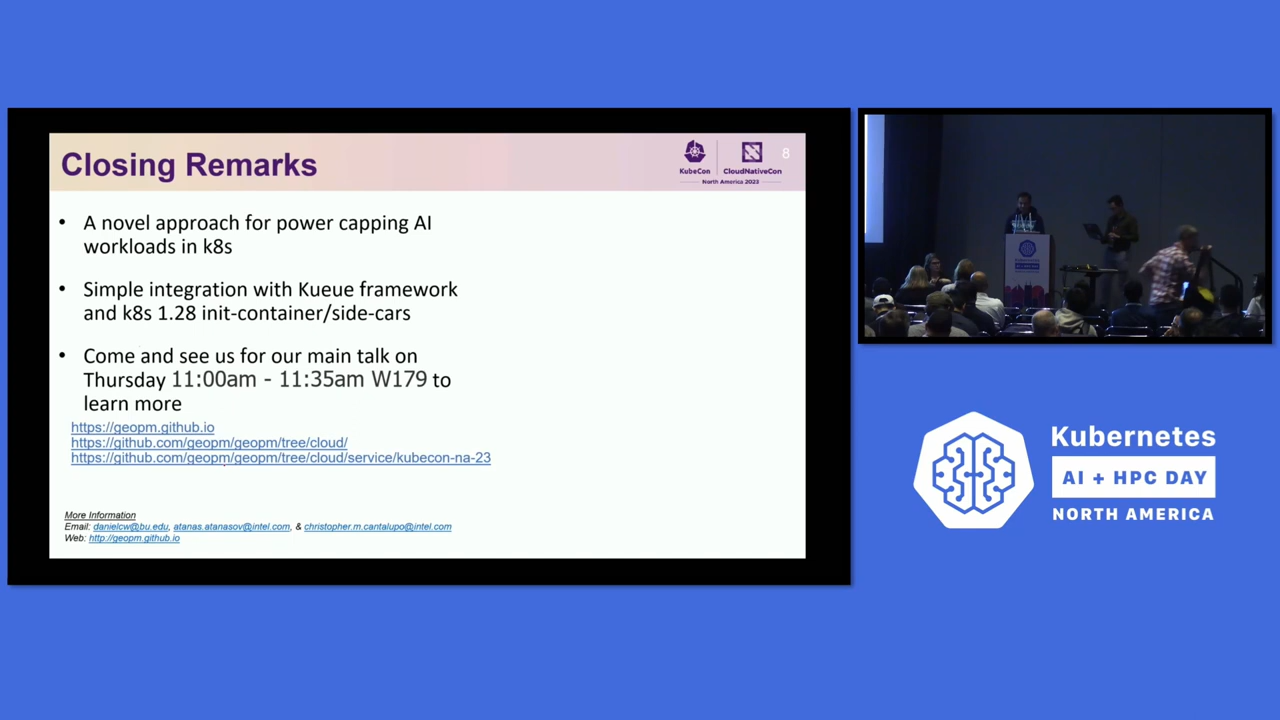 Closing Remarks
KubeCon
CloudNativeCon
North America 2023
8
• A novel approach for power capping AI
workloads in k8s
• Simple integration with Kueue framework
and k8s 1.28 init-container/side-cars
• Come and see us for our main talk on
Thursday 11:00am - 11:35am W179 to
learn more
https://geopm.github.io
https://github.com/geopm/geopm/tree/cloud/
https://github.com/geopm/geopm/tree/cloud/service/kubecon-na-23
More Information
Email: danielcw@bu.edu, atanas.atanasov@intel.com, & christopher.m.cantalupo@intel.com
Web: http://geopm.github.io
Kubernetes
AI + HPC DAY
NORTH AMERICA